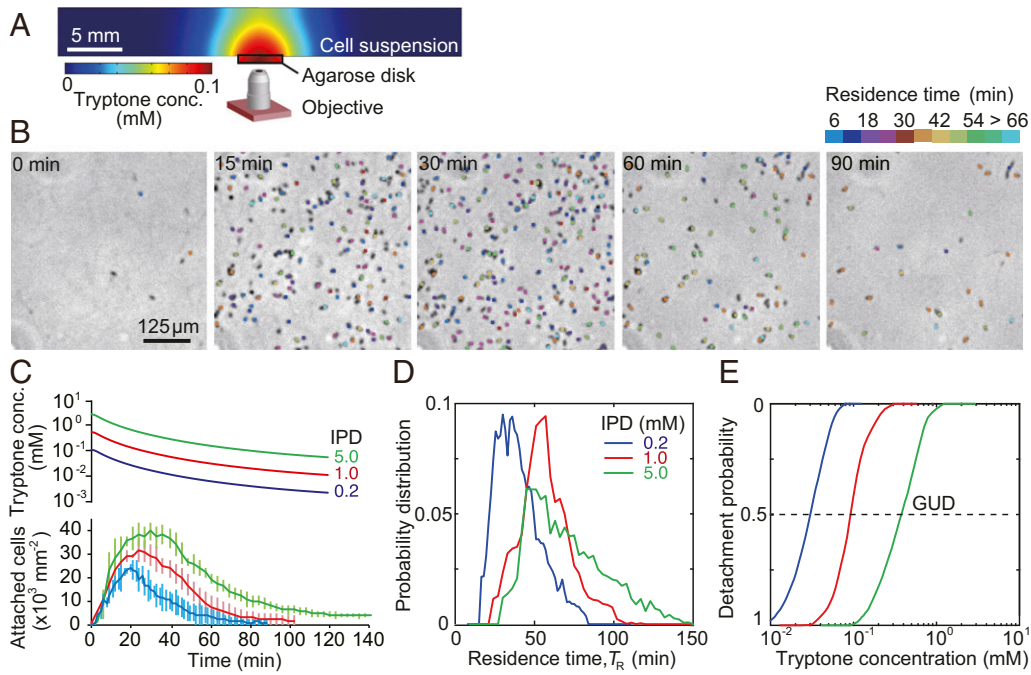 A
5 mm
Cell suspension
Agarose disk
0
0.1
Tryptone conc.
(mM)
Objective
Residence time (min)
6 18 30 42 54 > 66
B
0 min
15 min
30 min
60 min
90 min
125 µm
C
Tryptone conc.
(mM)
10¹
10⁰
10⁻¹
10⁻²
10⁻³
IPD
5.0
1.0
0.2
Attached cells
(x10³ mm⁻²)
40
30
20
10
0
0 20 40 60 80 100 120 140
Time (min)
D
Probability distribution
0.1
0.05
0
IPD (mM)
0.2
1.0
5.0
0 50 100 150
Residence time, T_R (min)
E
Detachment probability
0
0.5
1
GUD
10⁻² 10⁻¹ 10⁰ 10¹
Tryptone concentration (mM)